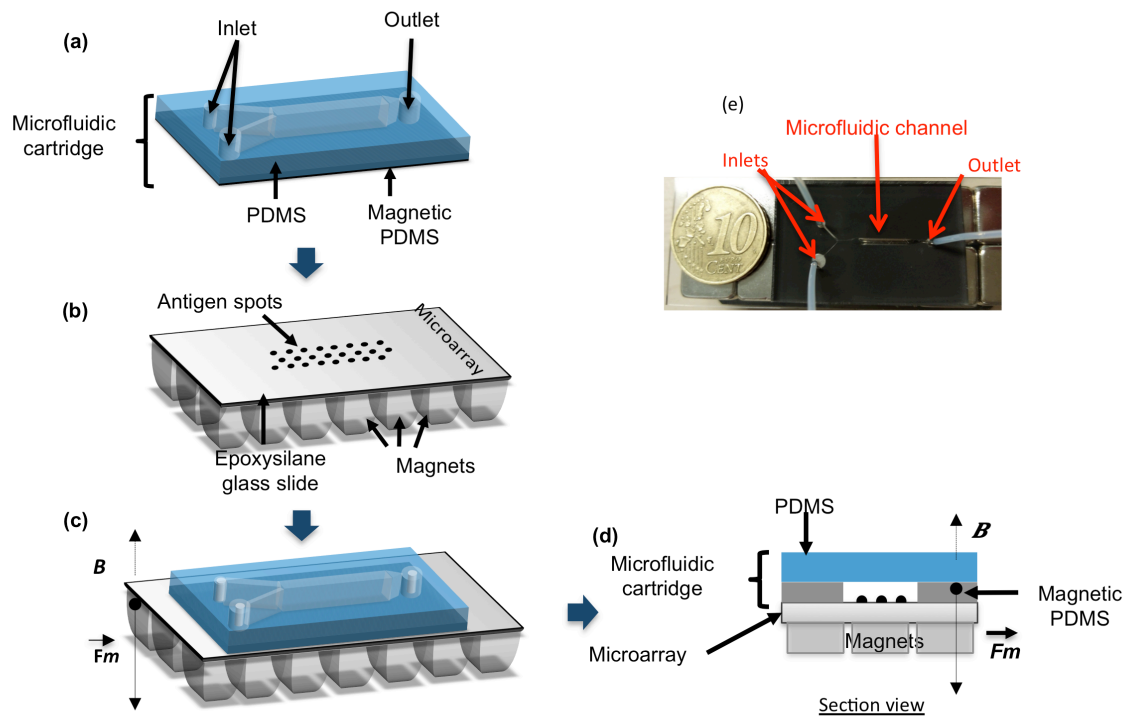 (a)
Inlet
Outlet
Microfluidic
cartridge
PDMS
Magnetic
PDMS
(b)
Antigen spots
Microarray
Epoxysilane
glass slide
Magnets
(c)
B
Fm
(d)
PDMS
B
Microfluidic
cartridge
Magnetic
PDMS
Magnets
Microarray
Fm
Section view
(e)
Microfluidic channel
Inlets
Outlet
10
CENT